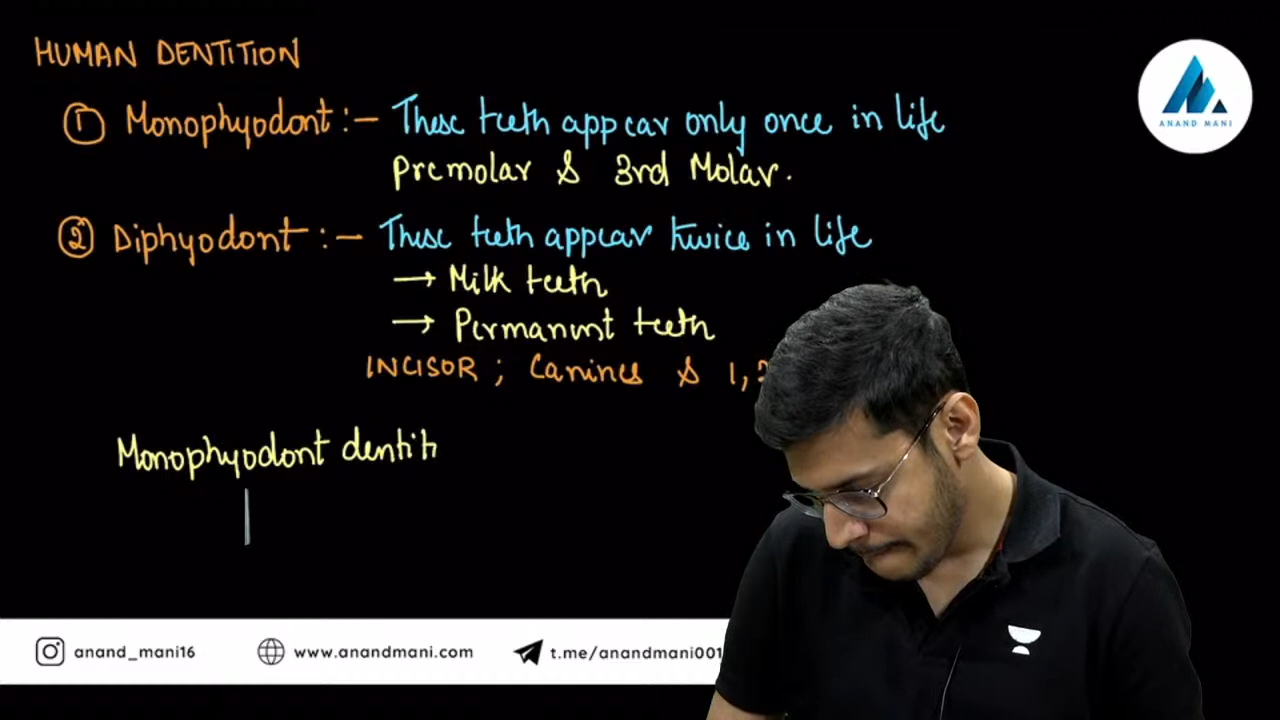 HUMAN DENTITION
ANAND MANI
① Monophyodont :- These teeth appear only once in life
Premolar & 3rd Molar.
② Diphyodont :- These teeth appear twice in life
→ Milk teeth
→ Permanent teeth
INCISOR ; Canines & 1,
Monophyodont dentiti
anand_mani16
www.anandmani.com
t.me/anandmani001